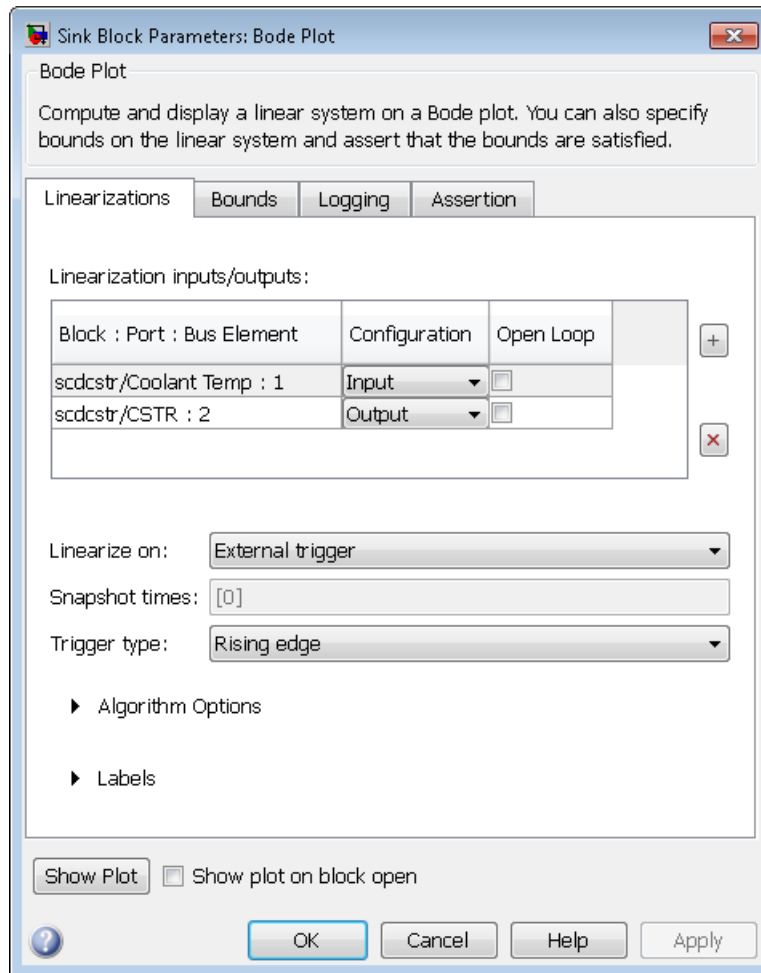 Sink Block Parameters: Bode Plot
Bode Plot
Compute and display a linear system on a Bode plot. You can also specify
bounds on the linear system and assert that the bounds are satisfied.
Linearizations Bounds Logging Assertion
Linearization inputs/outputs:
Block : Port : Bus Element Configuration Open Loop
scdcstr/Coolant Temp : 1 Input
scdcstr/CSTR : 2 Output
Linearize on: External trigger
Snapshot times: [0]
Trigger type: Rising edge
Algorithm Options
Labels
Show Plot Show plot on block open
OK Cancel Help Apply